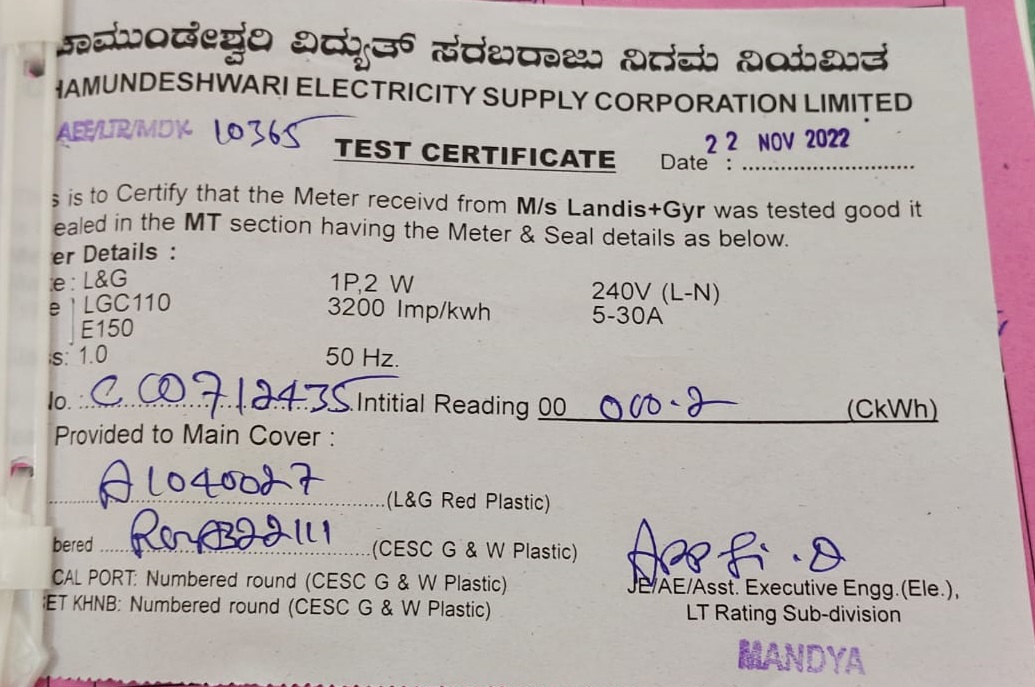 ಚಾಮುಂಡೇಶ್ವರಿ ವಿದ್ಯುತ್ ಸರಬರಾಜು ನಿಗಮ ನಿಯಮಿತ
HAMUNDESHWARI ELECTRICITY SUPPLY CORPORATION LIMITED
AEE/LTR/MDY- 10365 TEST CERTIFICATE Date : 22 NOV 2022
s is to Certify that the Meter receivd from M/s Landis+Gyr was tested good it
ealed in the MT section having the Meter & Seal details as below.
er Details :
e : L&G 1P,2 W 240V (L-N)
e LGC110 3200 Imp/kwh 5-30A
E150
s: 1.0 50 Hz.
No. : C 00712435 Intitial Reading 00 000.2 (CkWh)
Provided to Main Cover :
A1040027 (L&G Red Plastic)
bered 322111 (CESC G & W Plastic)
CAL PORT: Numbered round (CESC G & W Plastic)
ET KHNB: Numbered round (CESC G & W Plastic)
JE/AE/Asst. Executive Engg.(Ele.),
LT Rating Sub-division
MANDYA